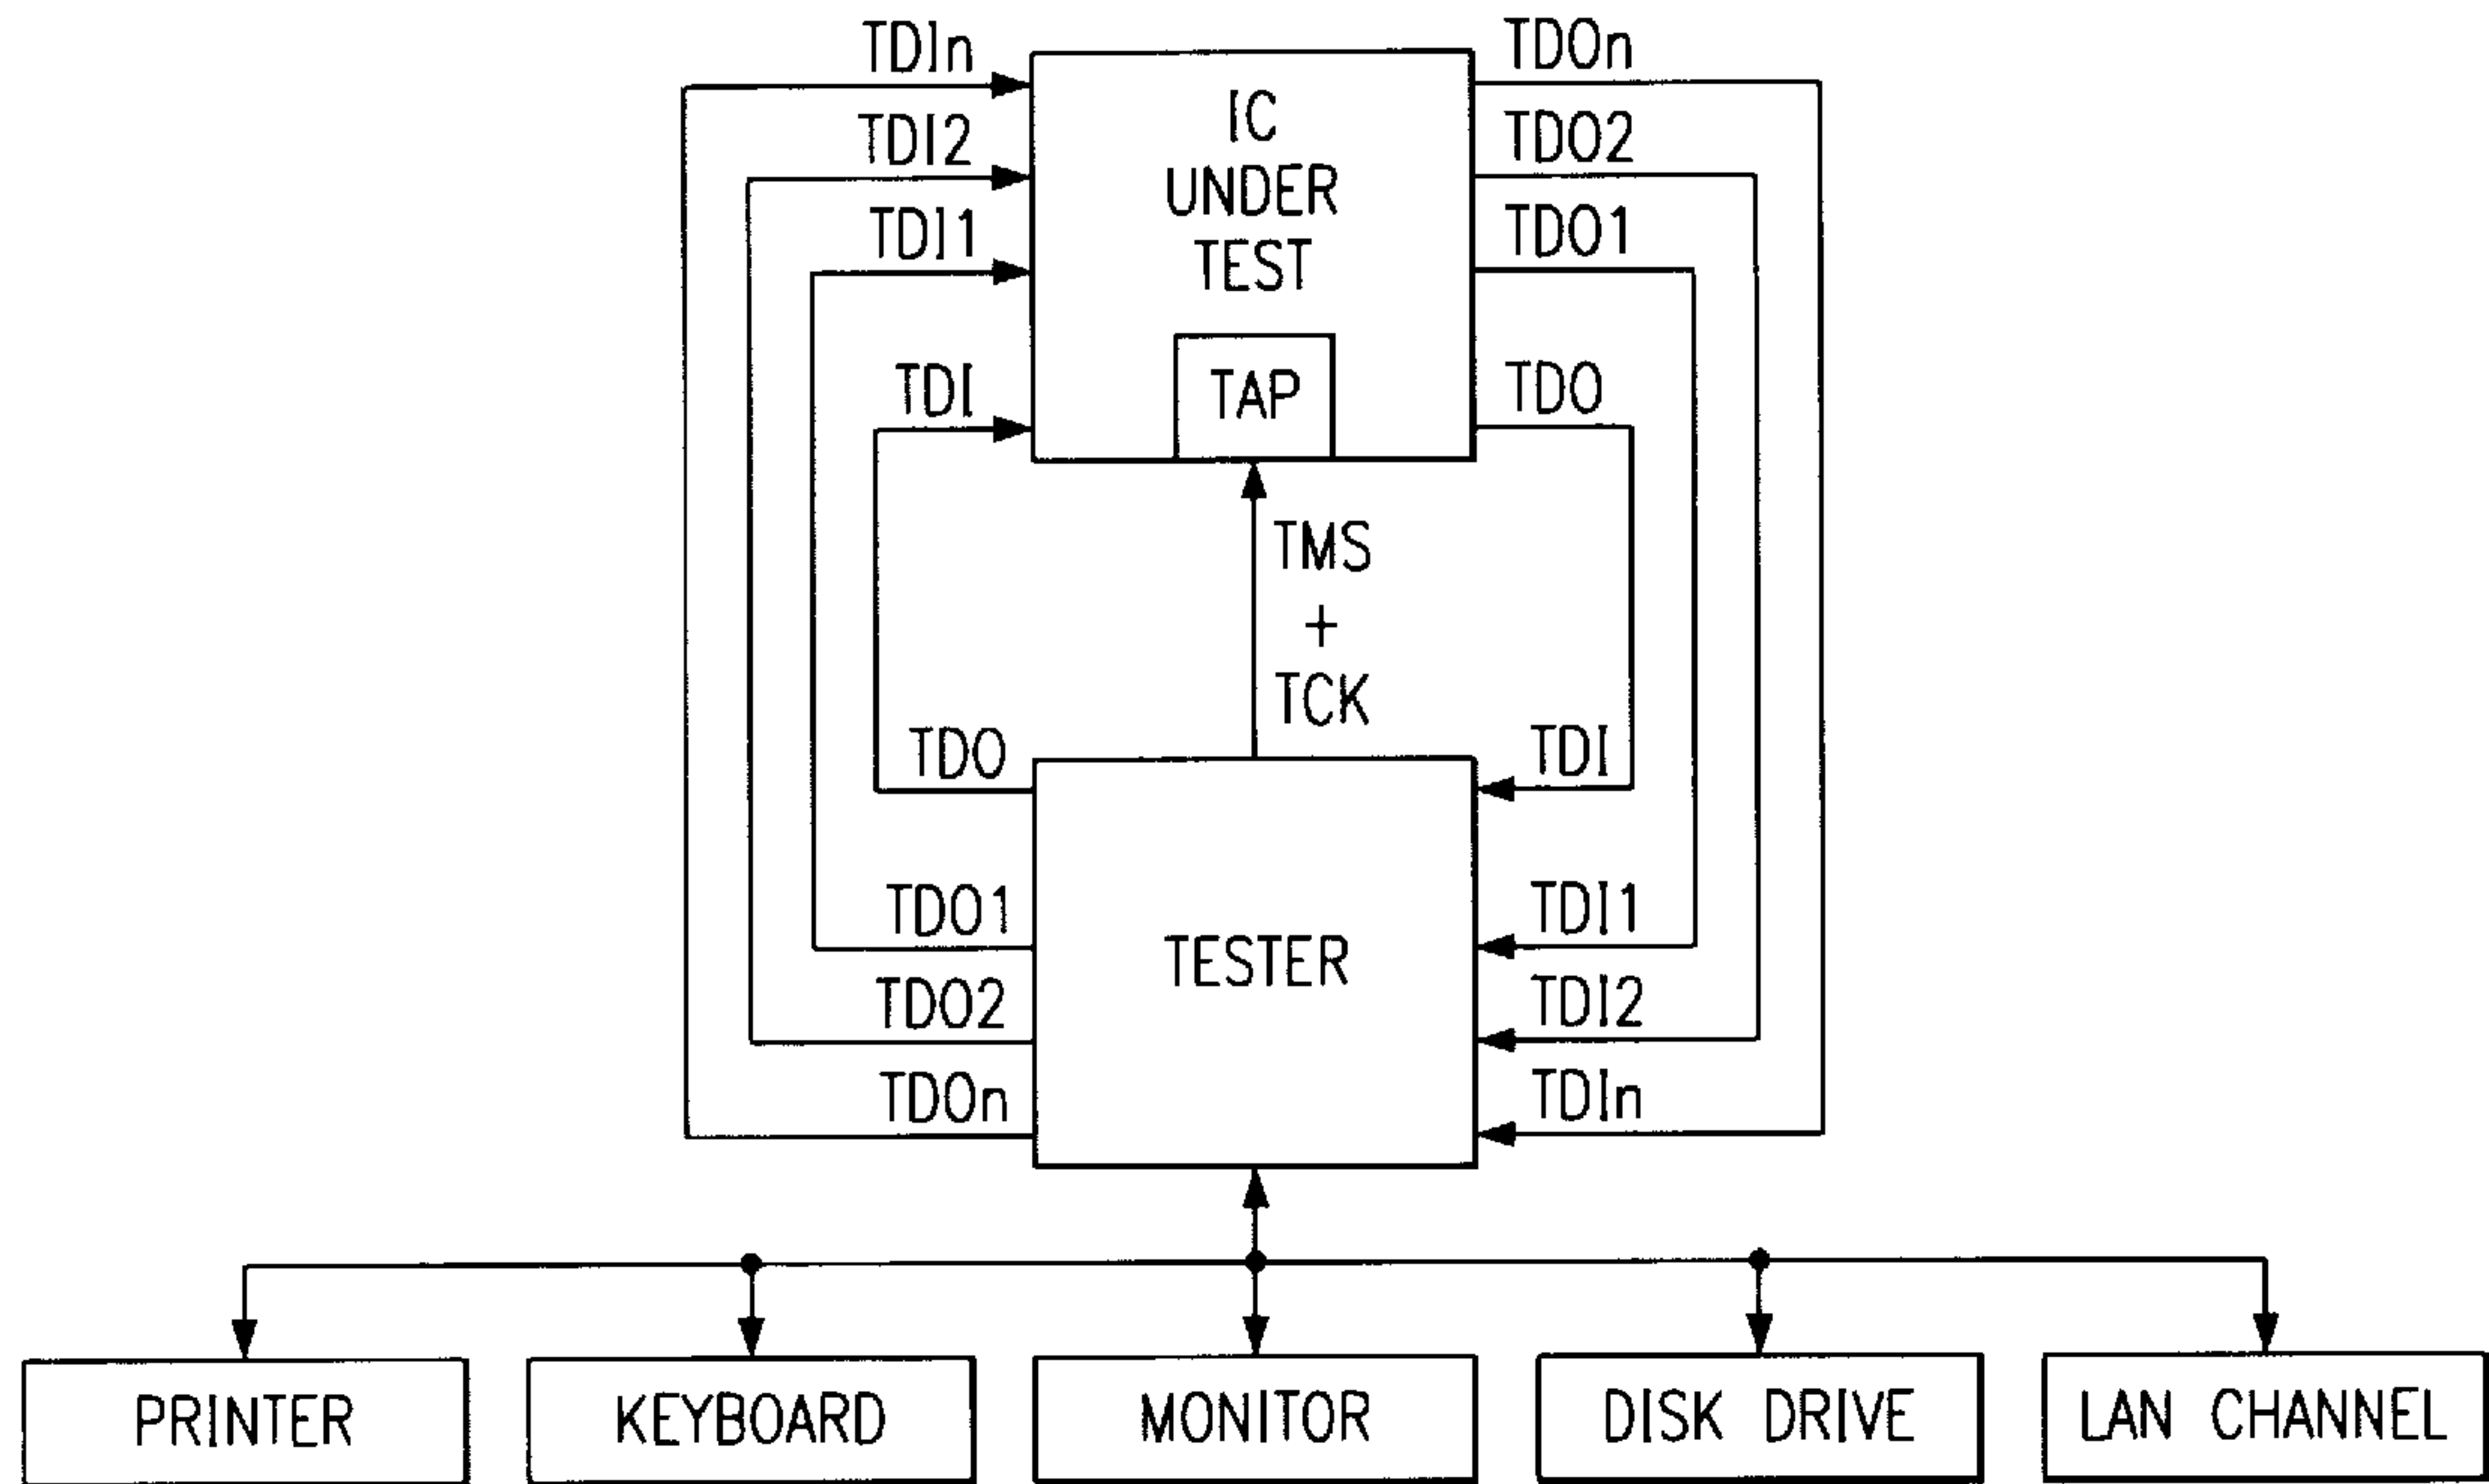 TDIn
TDOn
IC
UNDER
TEST
TDI2
TDO2
TDI1
TDO1
TDI
TAP
TDO
TMS
+
TCK
TDO
TDI
TDO1
TDI1
TESTER
TDO2
TDI2
TDOn
TDIn
PRINTER
KEYBOARD
MONITOR
DISK DRIVE
LAN CHANNEL